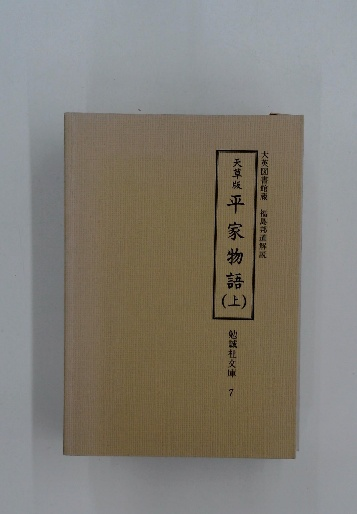 大英図書館蔵 福島邦道解説
天草版 平家物語(上)
勉誠社文庫 7